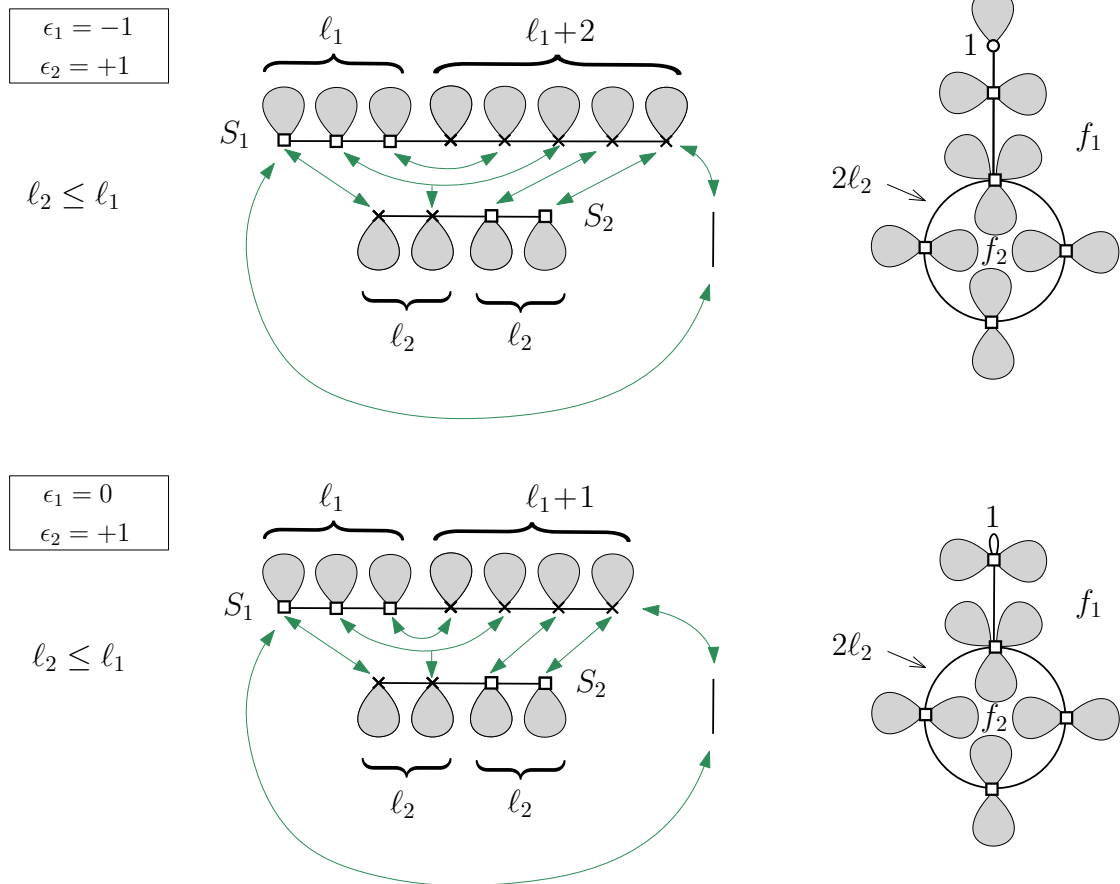 ϵ₁ = −1
ϵ₂ = +1
ℓ₁
ℓ₁+2
1
S₁
f₁
ℓ₂ ≤ ℓ₁
2ℓ₂
S₂
f₂
ℓ₂
ℓ₂
ϵ₁ = 0
ϵ₂ = +1
ℓ₁
ℓ₁+1
1
S₁
f₁
ℓ₂ ≤ ℓ₁
2ℓ₂
S₂
f₂
ℓ₂
ℓ₂